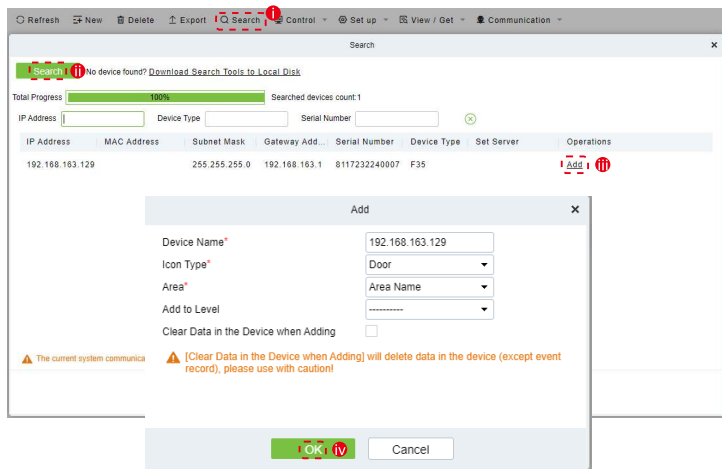 Refresh New Delete Export Search Control Set up View / Get Communication
i
Search
Search ii No device found? Download Search Tools to Local Disk
Total Progress 100% Searched devices count:1
IP Address Device Type Serial Number
IP Address MAC Address Subnet Mask Gateway Add... Serial Number Device Type Set Server Operations
192.168.163.129 255.255.255.0 192.168.163.1 8117232240007 F35 Add iii
Add
Device Name* 192.168.163.129
Icon Type* Door
Area* Area Name
Add to Level ----------
Clear Data in the Device when Adding
The current system communica
[Clear Data in the Device when Adding] will delete data in the device (except event
record), please use with caution!
OK iv Cancel